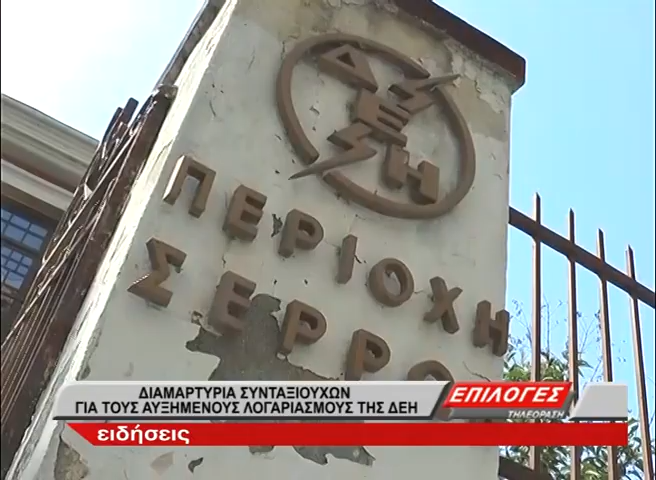 ΔΕΗ
ΠΕΡΙΟΧΗ
ΣΕΡΡΩ
ΔΙΑΜΑΡΤΥΡΙΑ ΣΥΝΤΑΞΙΟΥΧΩΝ
ΓΙΑ ΤΟΥΣ ΑΥΞΗΜΕΝΟΥΣ ΛΟΓΑΡΙΑΣΜΟΥΣ ΤΗΣ ΔΕΗ
ΕΠΙΛΟΓΕΣ
ΤΗΛΕΟΡΑΣΗ
ειδήσεις